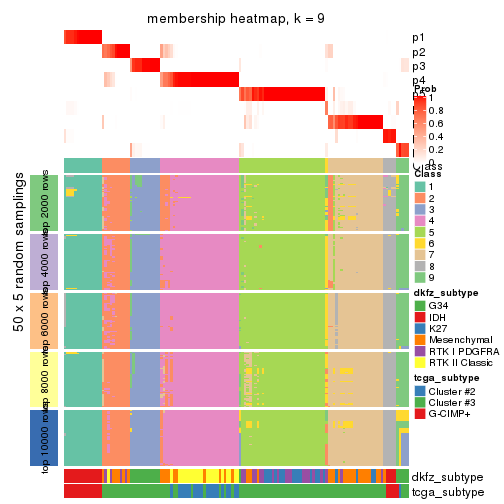 membership heatmap, k = 9
p1
p2
p3
p4
Prob
1
0.8
0.6
0.4
0.2
0
Class
Class
1
2
3
4
5
6
7
8
9
50 x 5 random samplings
top 2000 rows
top 4000 rows
top 6000 rows
top 8000 rows
top 10000 rows
dkfz_subtype
G34
IDH
K27
Mesenchymal
RTK I PDGFRA
RTK II Classic
tcga_subtype
Cluster #2
Cluster #3
G-CIMP+
dkfz_subtype
tcga_subtype